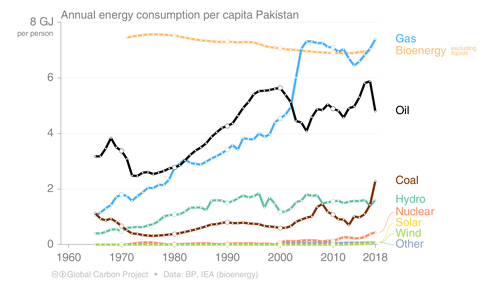 Annual energy consumption per capita Pakistan
8 GJ
per person
6
4
2
0
1960
1970
1980
1990
2000
2010
2018
Gas
Bioenergy excluding liquids
Oil
Coal
Hydro
Nuclear
Solar
Wind
Other
Global Carbon Project • Data: BP, IEA (bioenergy)